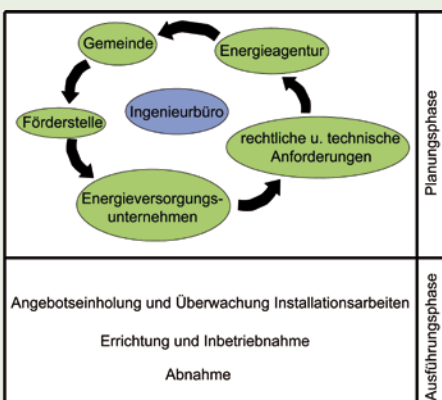 Gemeinde
Energieagentur
Ingenieurbüro
Förderstelle
rechtliche u. technische
Anforderungen
Energieversorgungs-
unternehmen
Planungsphase
Angebotseinholung und Überwachung Installationsarbeiten
Errichtung und Inbetriebnahme
Abnahme
Ausführungsphase